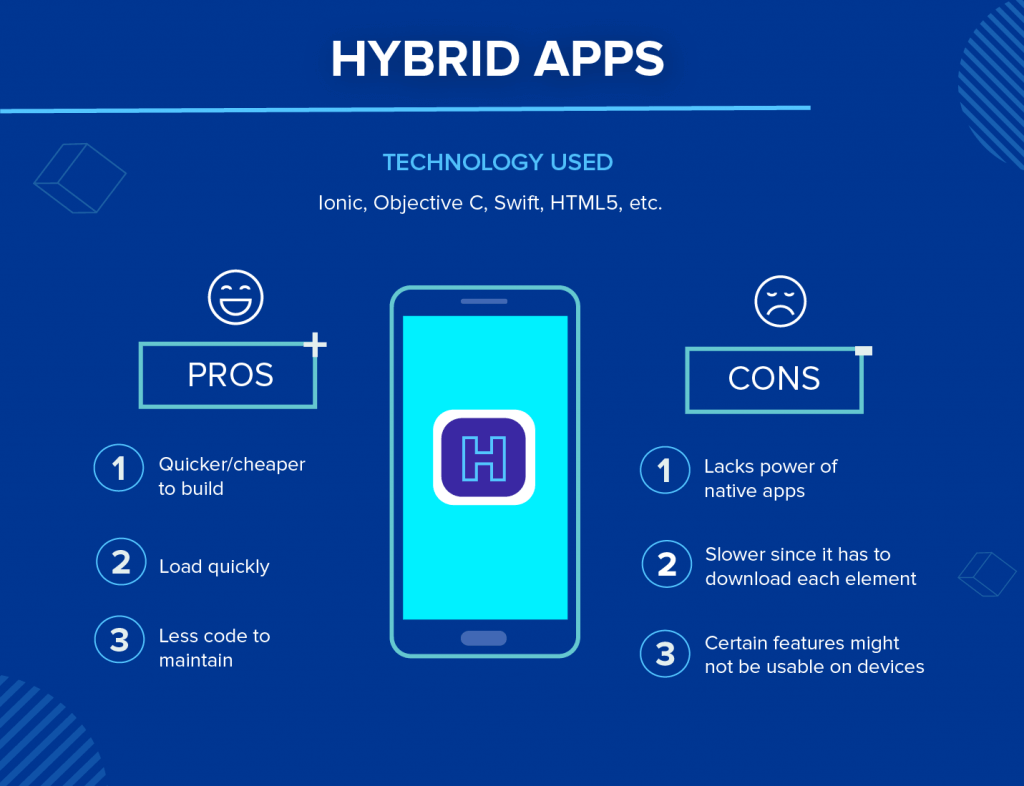 HYBRID APPS
TECHNOLOGY USED
Ionic, Objective C, Swift, HTML5, etc.
PROS
1
Quicker/cheaper
to build
2
Load quickly
3
Less code to
maintain
H
CONS
1
Lacks power of
native apps
2
Slower since it has to
download each element
3
Certain features might
not be usable on devices